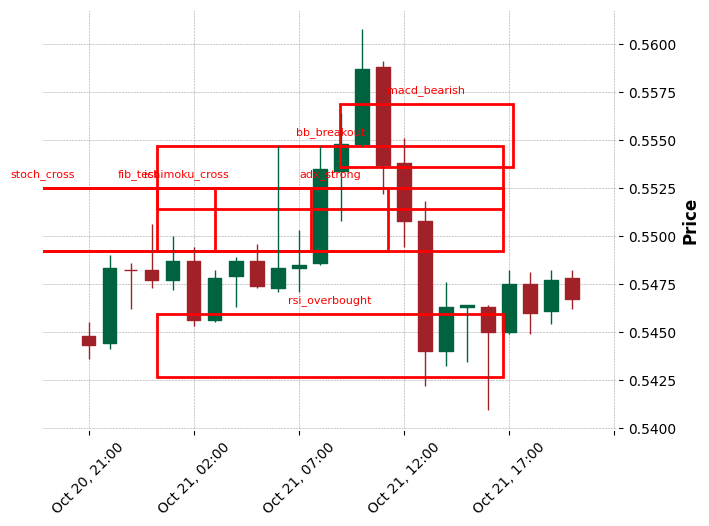 0.5600
macd_bearish
0.5575
bb_breakout
0.5550
stoch_cross
fib_test
ichimoku_cross
adx_strong
0.5525
0.5500
Price
0.5475
rsi_overbought
0.5450
0.5425
0.5400
Oct 20, 21:00
Oct 21, 02:00
Oct 21, 07:00
Oct 21, 12:00
Oct 21, 17:00